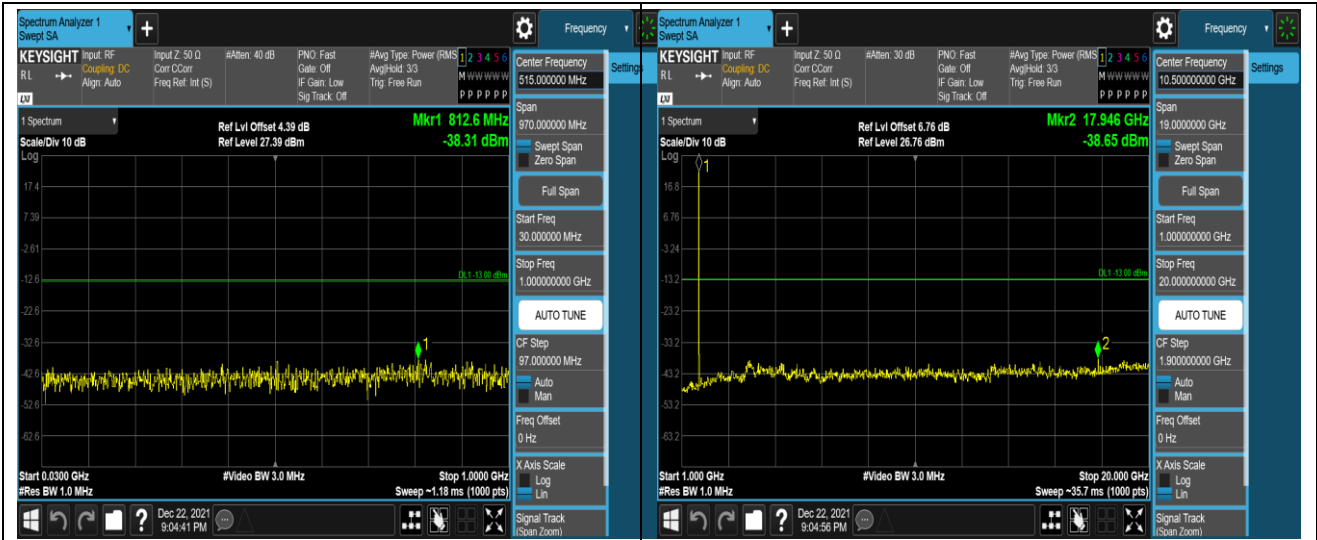 Spectrum Analyzer 1
Swept SA
Frequency
KEYSIGHT
RL
LXI
Input: RF
Coupling: DC
Align: Auto
Input Z: 50 Ω
Corr CCorr
Freq Ref: Int (S)
#Atten: 40 dB
PNO: Fast
Gate: Off
IF Gain: Low
Sig Track: Off
#Avg Type: Power (RMS
Avg|Hold: 3/3
Trig: Free Run
1 2 3 4 5 6
M W W W W W
P P P P P P
Center Frequency
515.000000 MHz
Settings
Span
970.000000 MHz
Swept Span
Zero Span
Full Span
Start Freq
30.000000 MHz
Stop Freq
1.000000000 GHz
AUTO TUNE
CF Step
97.000000 MHz
Auto
Man
Freq Offset
0 Hz
X Axis Scale
Log
Lin
Signal Track
(Span Zoom)
1 Spectrum
Scale/Div 10 dB
Log
Ref Lvl Offset 4.39 dB
Ref Level 27.39 dBm
Mkr1 812.6 MHz
-38.31 dBm
17.4
7.39
-2.61
-12.6
DL1 -13.00 dBm
-22.6
-32.6
1
-42.6
-52.6
-62.6
Start 0.0300 GHz
#Res BW 1.0 MHz
#Video BW 3.0 MHz
Stop 1.0000 GHz
Sweep ~1.18 ms (1000 pts)
Dec 22, 2021
9:04:41 PM
Spectrum Analyzer 1
Swept SA
Frequency
KEYSIGHT
RL
LXI
Input: RF
Coupling: DC
Align: Auto
Input Z: 50 Ω
Corr CCorr
Freq Ref: Int (S)
#Atten: 30 dB
PNO: Fast
Gate: Off
IF Gain: Low
Sig Track: Off
#Avg Type: Power (RMS
Avg|Hold: 3/3
Trig: Free Run
1 2 3 4 5 6
M W W W W W
P P P P P P
Center Frequency
10.500000000 GHz
Settings
Span
19.0000000 GHz
Swept Span
Zero Span
Full Span
Start Freq
1.000000000 GHz
Stop Freq
20.000000000 GHz
AUTO TUNE
CF Step
1.900000000 GHz
Auto
Man
Freq Offset
0 Hz
X Axis Scale
Log
Lin
Signal Track
(Span Zoom)
1 Spectrum
Scale/Div 10 dB
Log
Ref Lvl Offset 6.76 dB
Ref Level 26.76 dBm
Mkr2 17.946 GHz
-38.65 dBm
1
16.8
6.76
-3.24
-13.2
DL1 -13.00 dBm
-23.2
-33.2
2
-43.2
-53.2
-63.2
Start 1.000 GHz
#Res BW 1.0 MHz
#Video BW 3.0 MHz
Stop 20.000 GHz
Sweep ~35.7 ms (1000 pts)
Dec 22, 2021
9:04:56 PM